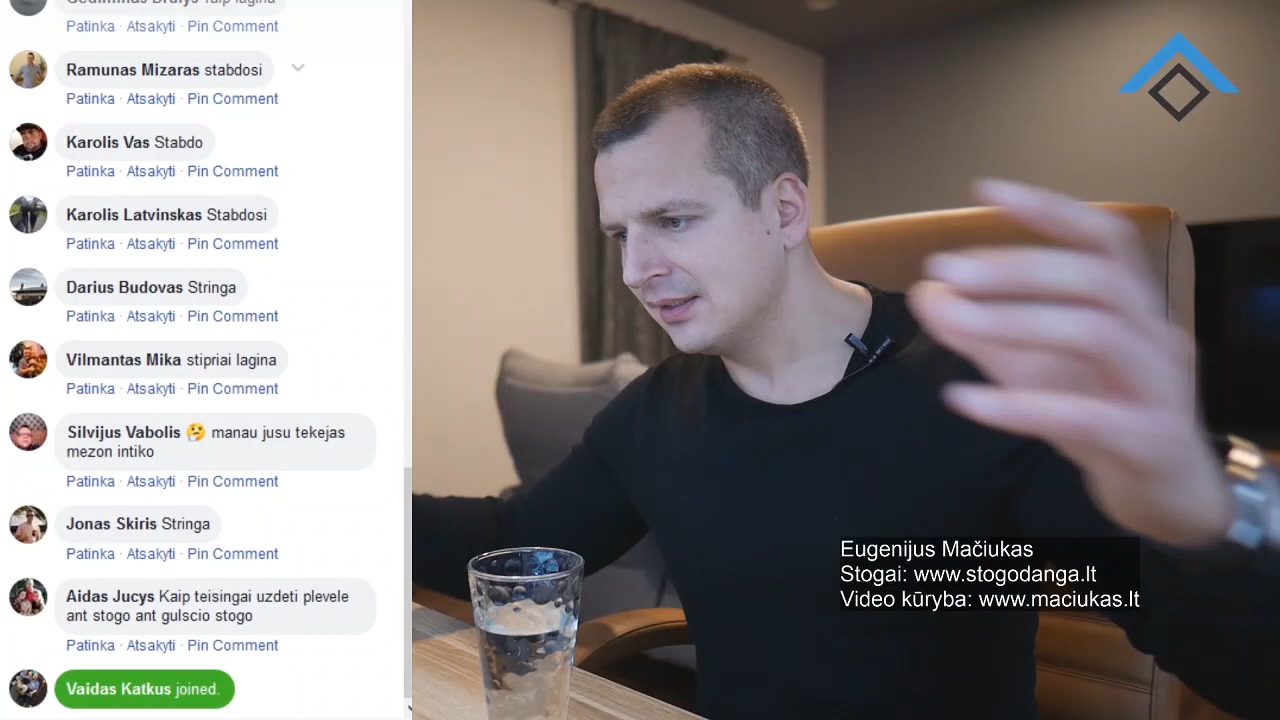 Patinka · Atsakyti · Pin Comment
Ramunas Mizaras stabdosi
Patinka · Atsakyti · Pin Comment
Karolis Vas Stabdo
Patinka · Atsakyti · Pin Comment
Karolis Latvinskas Stabdosi
Patinka · Atsakyti · Pin Comment
Darius Budovas Stringa
Patinka · Atsakyti · Pin Comment
Vilmantas Mika stipriai lagina
Patinka · Atsakyti · Pin Comment
Silvijus Vabolis 🤔 manau jusu tekejas
mezon intiko
Patinka · Atsakyti · Pin Comment
Jonas Skiris Stringa
Patinka · Atsakyti · Pin Comment
Aidas Jucys Kaip teisingai uzdeti plevele
ant stogo ant gulscio stogo
Patinka · Atsakyti · Pin Comment
Vaidas Katkus joined.
Eugenijus Mačiukas
Stogai: www.stogodanga.lt
Video kūryba: www.maciukas.lt